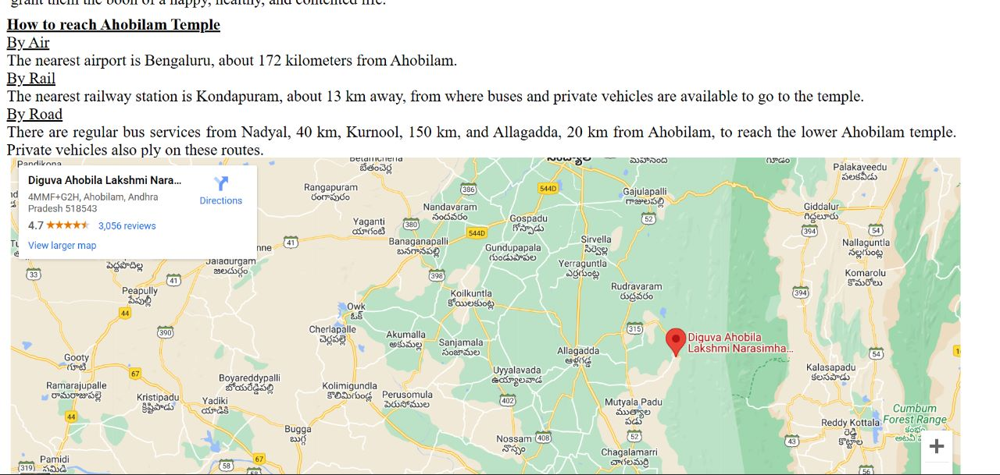 grant them the boon of a happy, healthy, and contented life.
How to reach Ahobilam Temple
By Air
The nearest airport is Bengaluru, about 172 kilometers from Ahobilam.
By Rail
The nearest railway station is Kondapuram, about 13 km away, from where buses and private vehicles are available to go to the temple.
By Road
There are regular bus services from Nadyal, 40 km, Kurnool, 150 km, and Allagadda, 20 km from Ahobilam, to reach the lower Ahobilam temple.
Private vehicles also ply on these routes.
Pandikona
Diguva Ahobila Lakshmi Nara...
4MMF+G2H, Ahobilam, Andhra
Pradesh 518543
4.7
3,056 reviews
View larger map
Directions
Betamcherla
బేతంచెర్ల
నంద్యాల
మహానంది
గూడెం
Palakaveedu
పలకవీడు
Rangapuram
రంగాపురం
386
544D
Gajulapalli
గాజులపల్లి
Nandavaram
నందవరం
Giddalur
గిద్దలూరు
Yaganti
యాగంటి
380
Gospadu
గోస్పాడు
52
544D
394
54
41
Banaganapalli
బనగానపల్లి
Gundupapala
గుండుపాపల
Sirvella
సిర్వెల్ల
Nallaguntla
నల్లగుంట్ల
nne
పెద్దపొదిల్ల
Jaladurgam
జలదుర్గం
33
41
398
Yerraguntla
ఎర్రగుంట్ల
Komarolu
కొమరోలు
Peapully
పేపుల్లీ
Koilkuntla
కోయిలకుంట్ల
Rudravaram
రుద్రవరం
394
44
Owk
ఓక్
390
Cherlapalle
చెర్లపల్లె
Akumalla
అకుమల్ల
Sanjamala
సంజామల
315
Diguva Ahobila
Lakshmi Narasimha...
Allagadda
ఆళ్లగడ్డ
54
1
Gooty
గూటి
67
Uyyalavada
ఉయ్యాలవాడ
Kalasapadu
కలసపాడు
Ramarajupalle
రామరాజుపల్లె
Boyareddypalli
బోయరేడ్డిపల్లి
Kolimigundla
కొలిమిగుండ్ల
Perusomula
పెరుసోముల
Kristipadu
క్రిష్టిపాడు
Yadiki
యాడికి
402
Mutyala Padu
ముత్యాల
పడు
44
Cumbum
Forest Range
కంభం
అటవీ
Reddy Kottala
రెడ్డి
కొట్టాల
Bugga
బుగ్గ
Nossam
నొస్సం
408
52
43
Chagalamarri
చాగలమర్రి
Pamidi
పమిడి
319
67
58
58
56
+